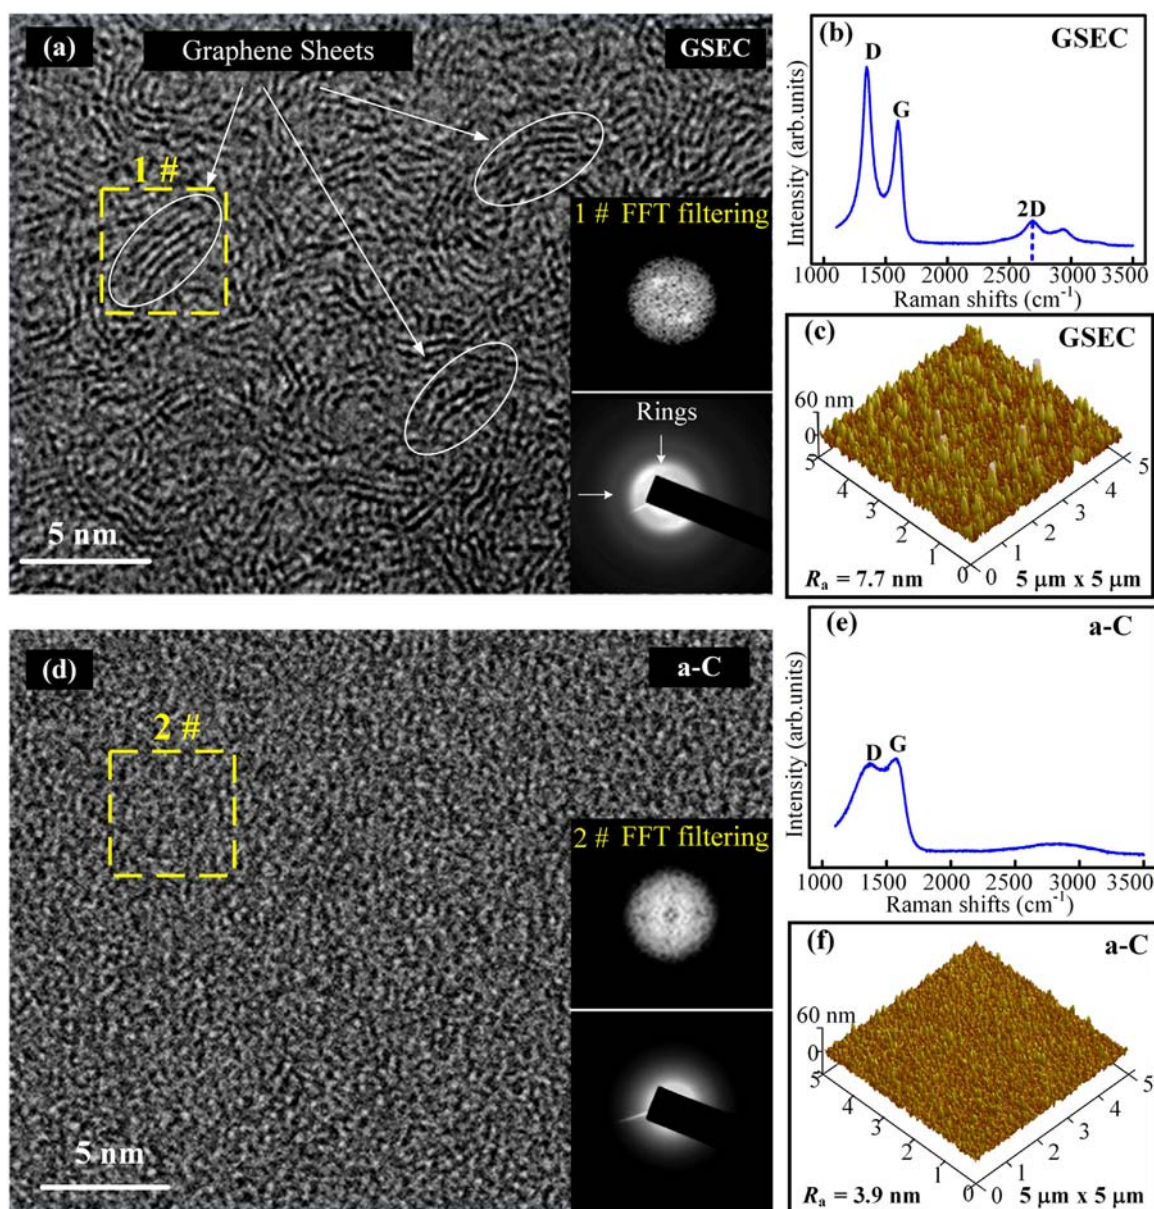 (a)
Graphene Sheets
GSEC
1 #
1 # FFT filtering
Rings
5 nm
(b)
GSEC
D
G
2D
Intensity (arb.units)
1000 1500 2000 2500 3000 3500
Raman shifts (cm⁻¹)
(c)
GSEC
60 nm
0
5
4
3
2
1
0
0
1
2
3
4
5
Ra = 7.7 nm
5 μm x 5 μm
(d)
a-C
2 #
2 # FFT filtering
5 nm
(e)
a-C
D
G
Intensity (arb.units)
1000 1500 2000 2500 3000 3500
Raman shifts (cm⁻¹)
(f)
a-C
60 nm
0
5
4
3
2
1
0
0
1
2
3
4
5
Ra = 3.9 nm
5 μm x 5 μm